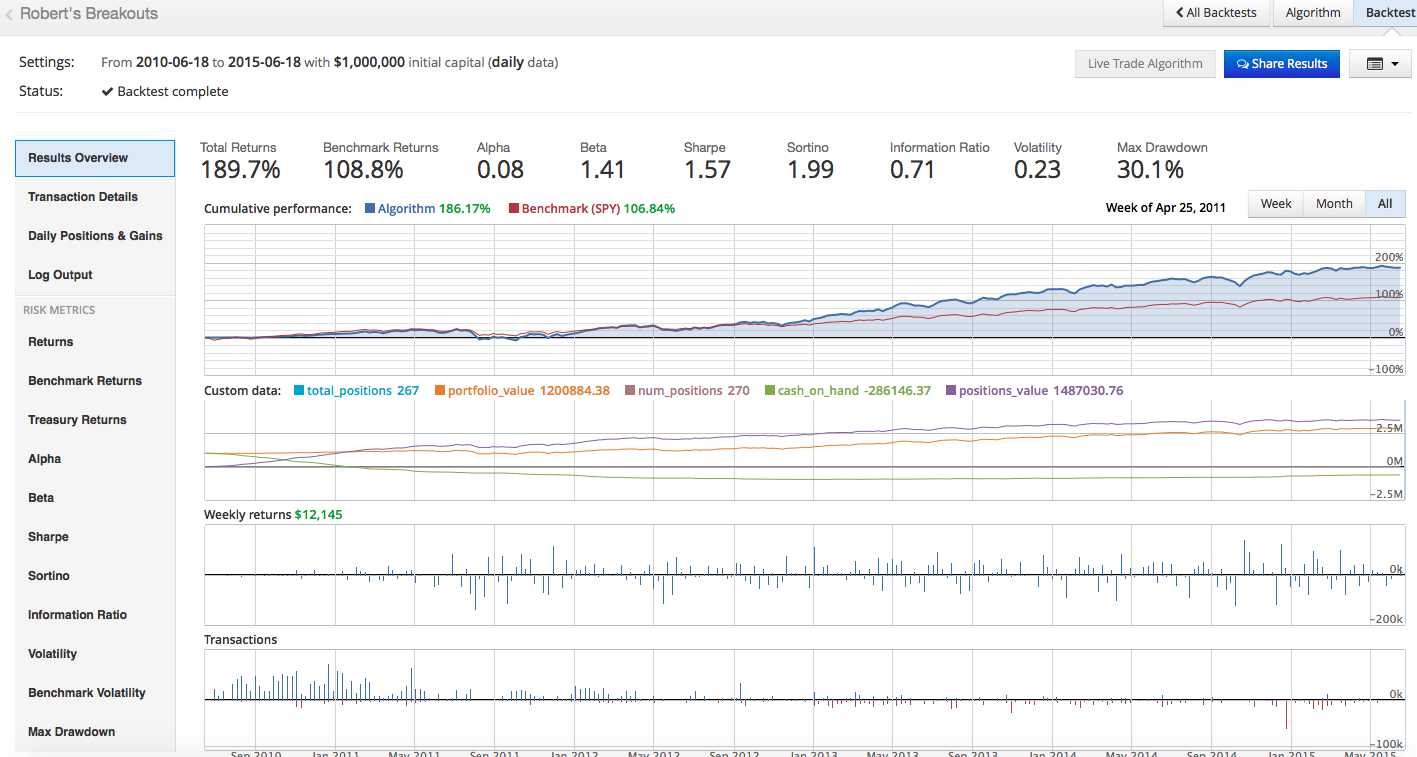 Robert's Breakouts
All Backtests Algorithm Backtest
Settings: From 2010-06-18 to 2015-06-18 with $1,000,000 initial capital (daily data)
Live Trade Algorithm Share Results
Status: Backtest complete
Results Overview
Transaction Details
Daily Positions & Gains
Log Output
RISK METRICS
Returns
Benchmark Returns
Treasury Returns
Alpha
Beta
Sharpe
Sortino
Information Ratio
Volatility
Benchmark Volatility
Max Drawdown
Total Returns Benchmark Returns Alpha Beta Sharpe Sortino Information Ratio Volatility Max Drawdown
189.7% 108.8% 0.08 1.41 1.57 1.99 0.71 0.23 30.1%
Cumulative performance: Algorithm 186.17% Benchmark (SPY) 106.84% Week of Apr 25, 2011 Week Month All
200%
100%
0%
-100%
Custom data: total_positions 267 portfolio_value 1200884.38 num_positions 270 cash_on_hand -286146.37 positions_value 1487030.76
2.5M
0M
-2.5M
Weekly returns $12,145
0k
-200k
Transactions
0k
-100k
Sep 2010 Jan 2011 May 2011 Sep 2011 Jan 2012 May 2012 Sep 2012 Jan 2013 May 2013 Sep 2013 Jan 2014 May 2014 Sep 2014 Jan 2015 May 2015